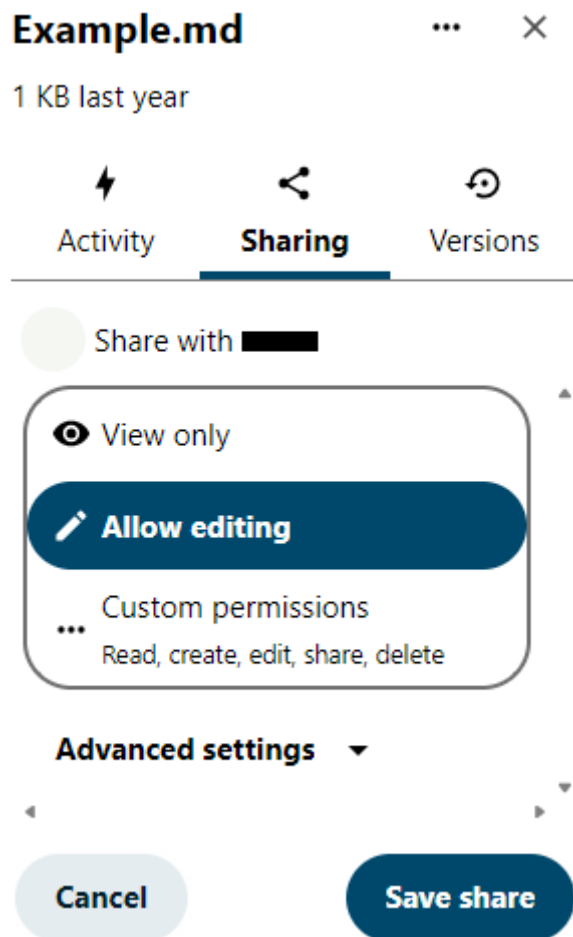 Example.md
1 KB last year
Activity Sharing Versions
Share with
View only
Allow editing
Custom permissions
Read, create, edit, share, delete
Advanced settings
Cancel Save share